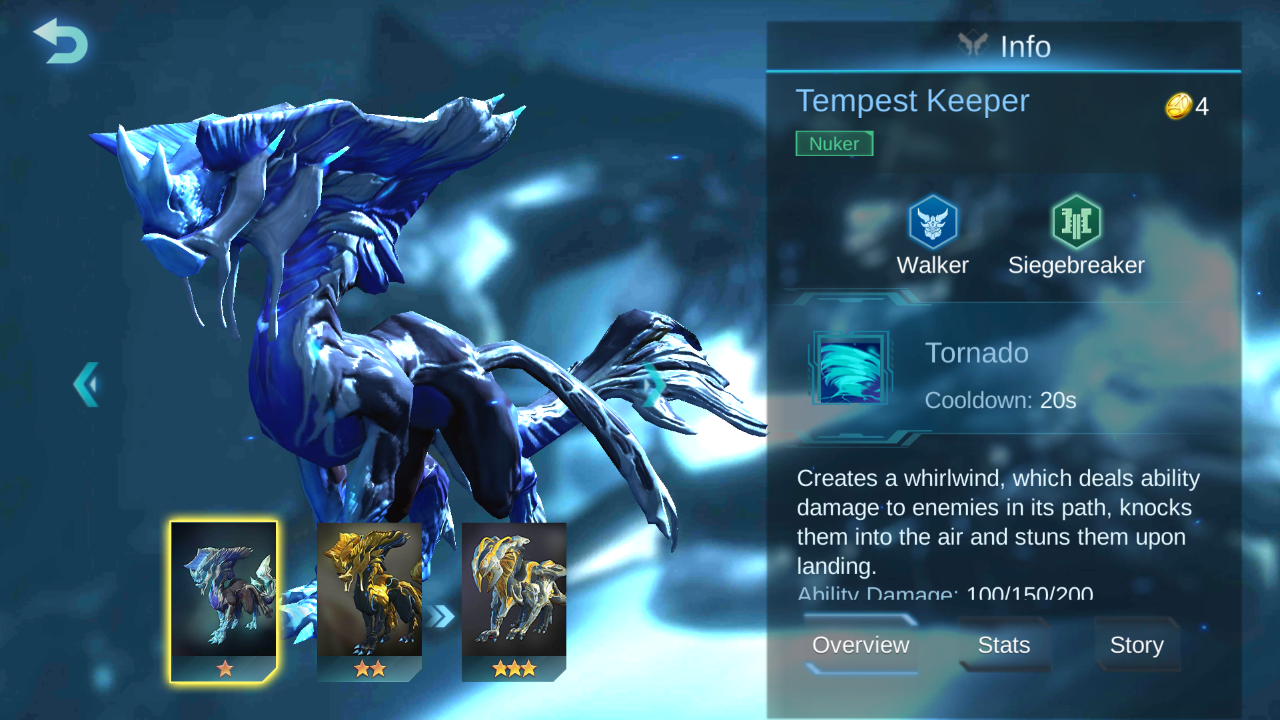 Info
Tempest Keeper
4
Nuker
Walker
Siegebreaker
Tornado
Cooldown: 20s
Creates a whirlwind, which deals ability
damage to enemies in its path, knocks
them into the air and stuns them upon
landing.
Ability Damage: 100/150/200
Overview
Stats
Story